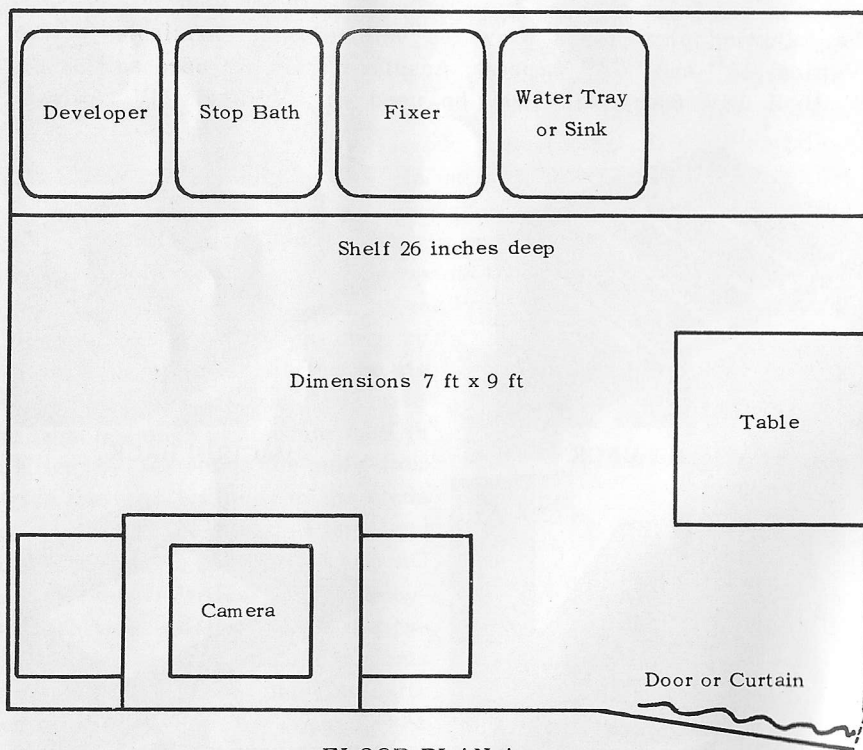 Developer
Stop Bath
Fixer
Water Tray
or Sink
Shelf 26 inches deep
Dimensions 7 ft x 9 ft
Table
Camera
Door or Curtain